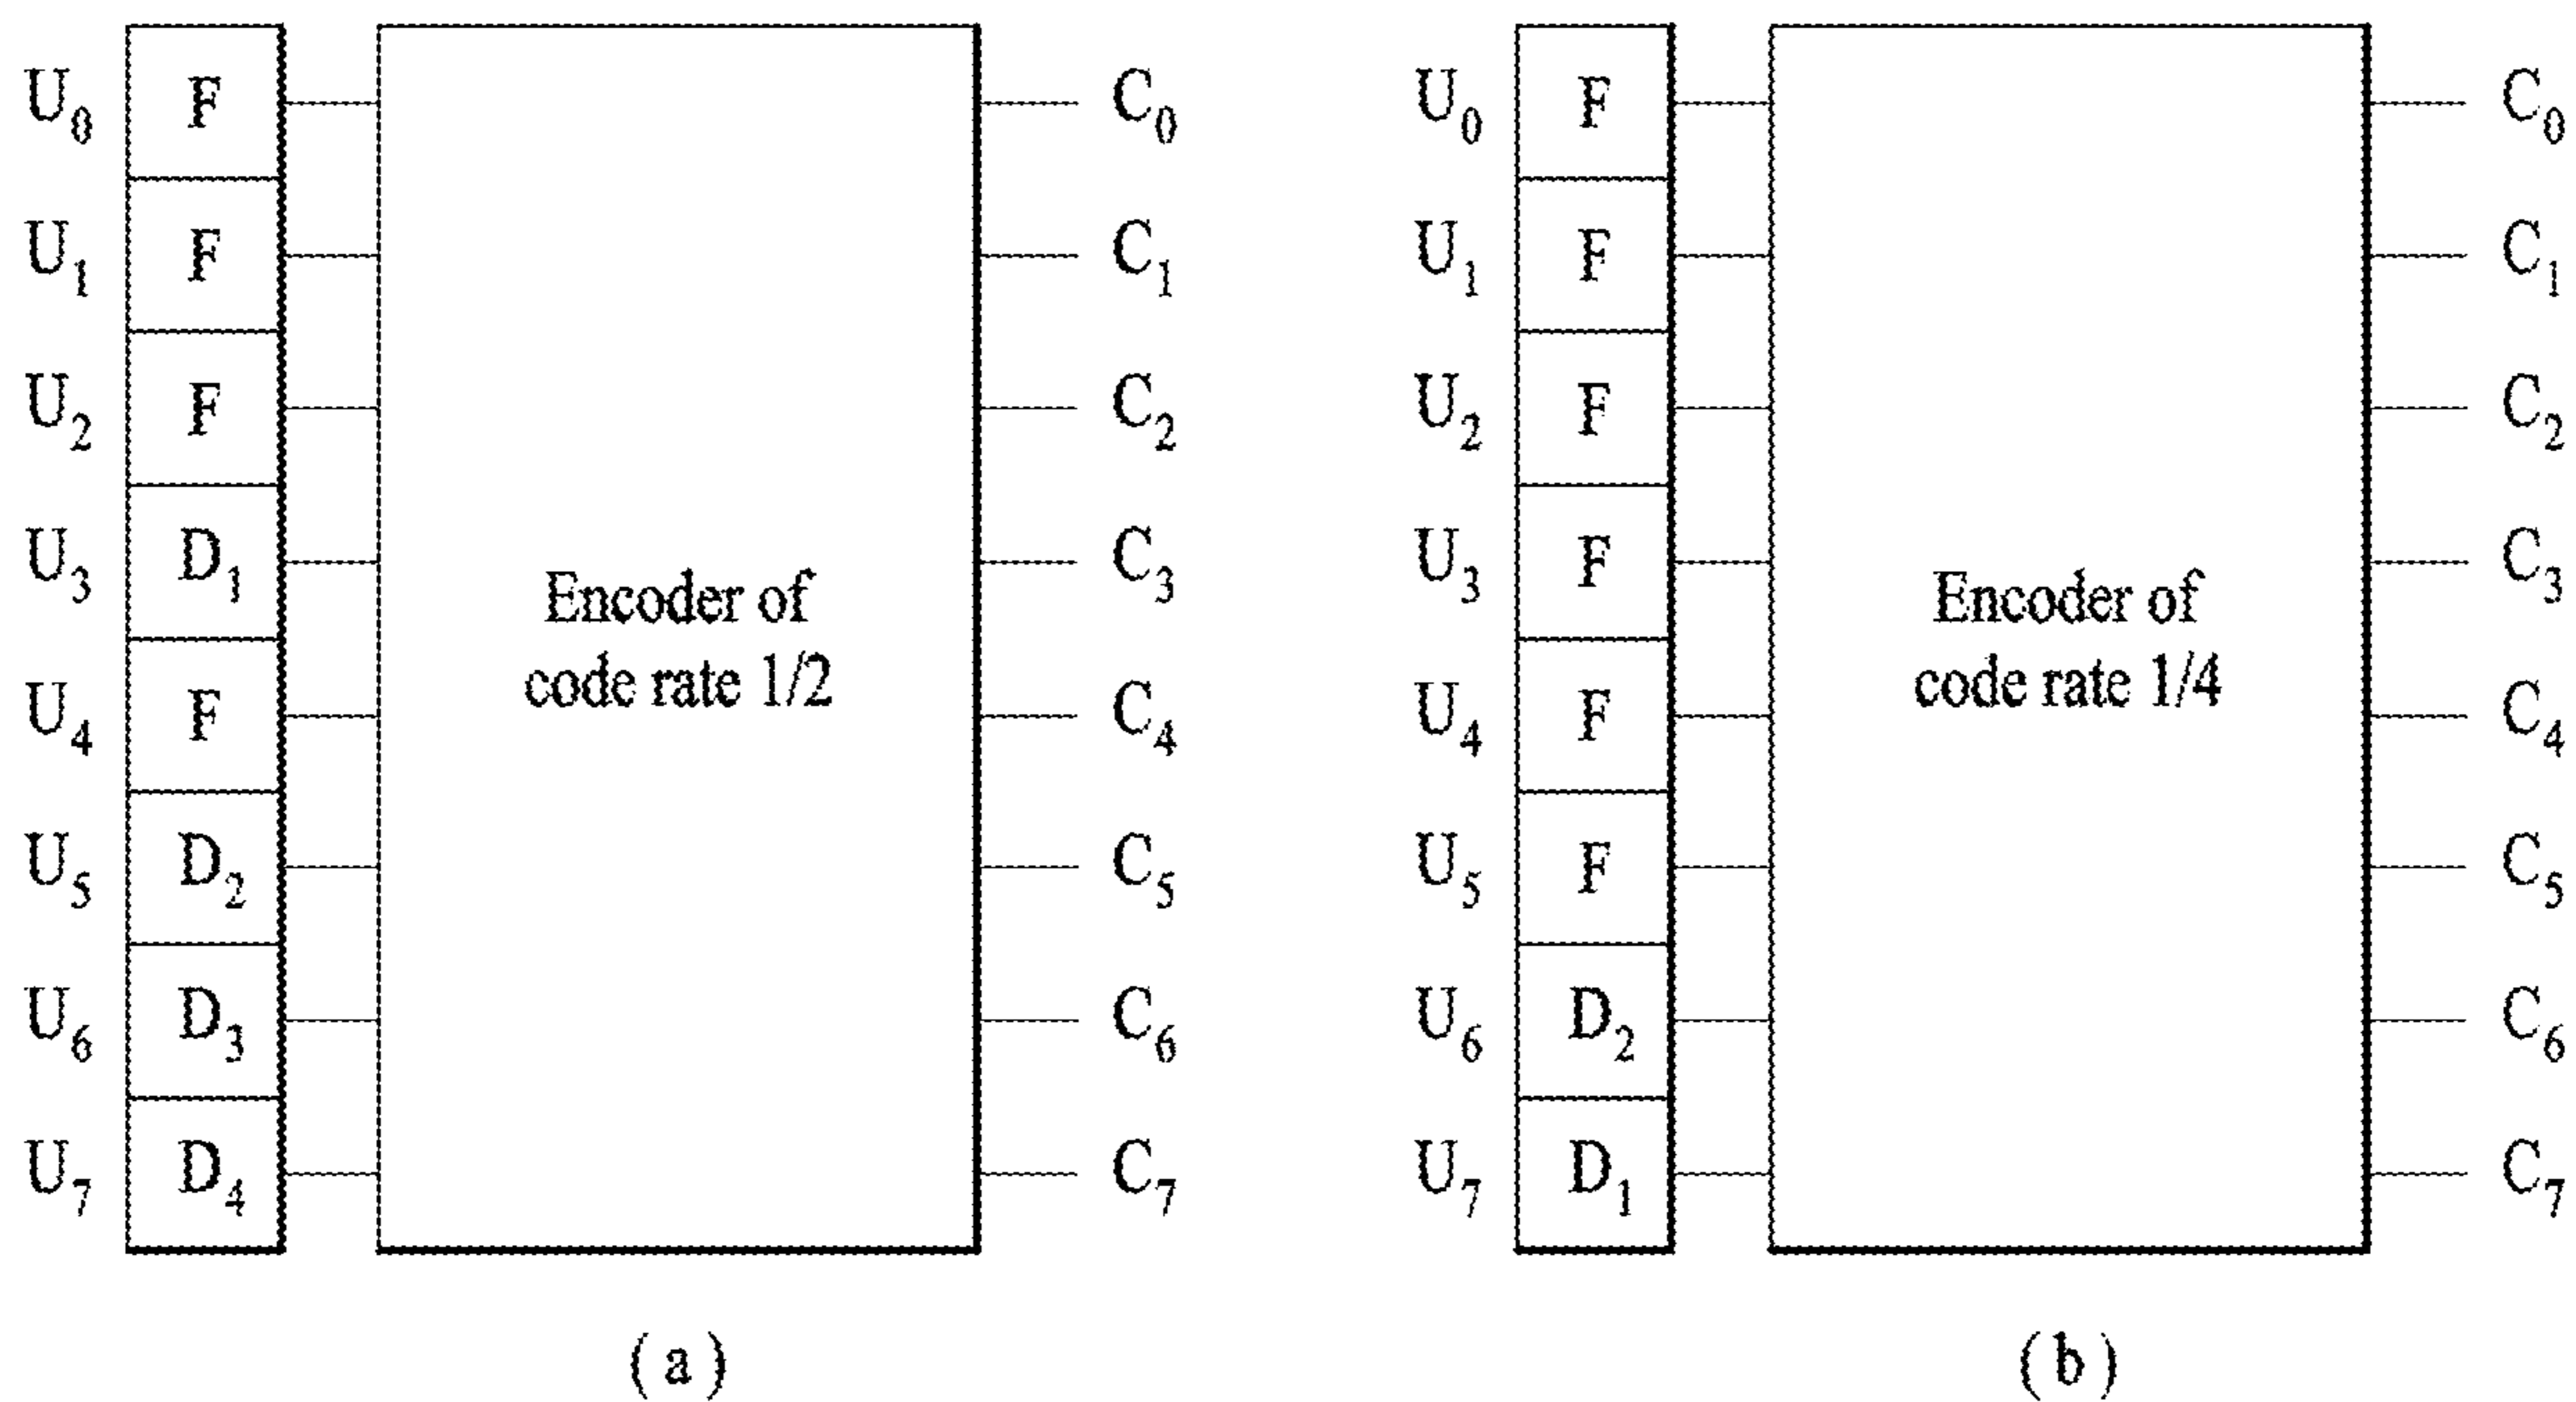 U₀ F C₀ U₀ F C₀
U₁ F C₁ U₁ F C₁
U₂ F C₂ U₂ F C₂
U₃ D₁ C₃ U₃ F C₃
Encoder of Encoder of
code rate 1/2 code rate 1/4
U₄ F C₄ U₄ F C₄
U₅ D₂ C₅ U₅ F C₅
U₆ D₃ C₆ U₆ D₂ C₆
U₇ D₄ C₇ U₇ D₁ C₇
( a ) ( b )